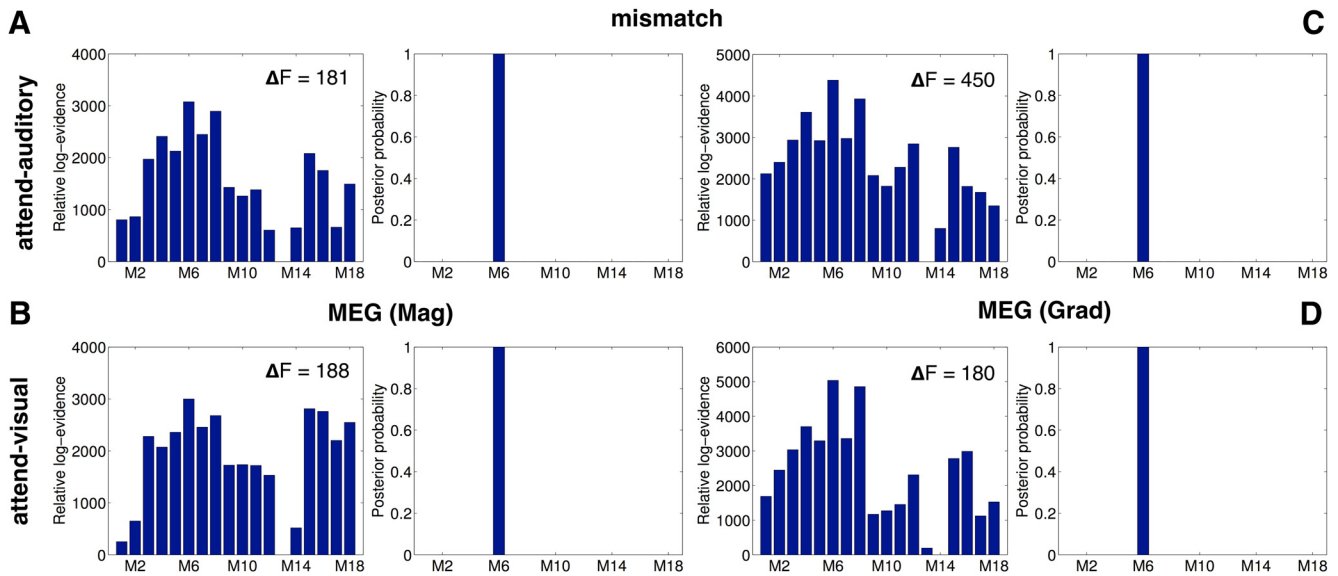 mismatch
A
C
attend-auditory
Relative log-evidence
4000
3000
2000
1000
0
ΔF = 181
M2 M6 M10 M14 M18
Posterior probability
1
0.8
0.6
0.4
0.2
0
M2 M6 M10 M14 M18
Relative log-evidence
5000
4000
3000
2000
1000
0
ΔF = 450
M2 M6 M10 M14 M18
Posterior probability
1
0.8
0.6
0.4
0.2
0
M2 M6 M10 M14 M18
B
MEG (Mag)
MEG (Grad)
D
attend-visual
Relative log-evidence
4000
3000
2000
1000
0
ΔF = 188
M2 M6 M10 M14 M18
Posterior probability
1
0.8
0.6
0.4
0.2
0
M2 M6 M10 M14 M18
Relative log-evidence
6000
5000
4000
3000
2000
1000
0
ΔF = 180
M2 M6 M10 M14 M18
Posterior probability
1
0.8
0.6
0.4
0.2
0
M2 M6 M10 M14 M18